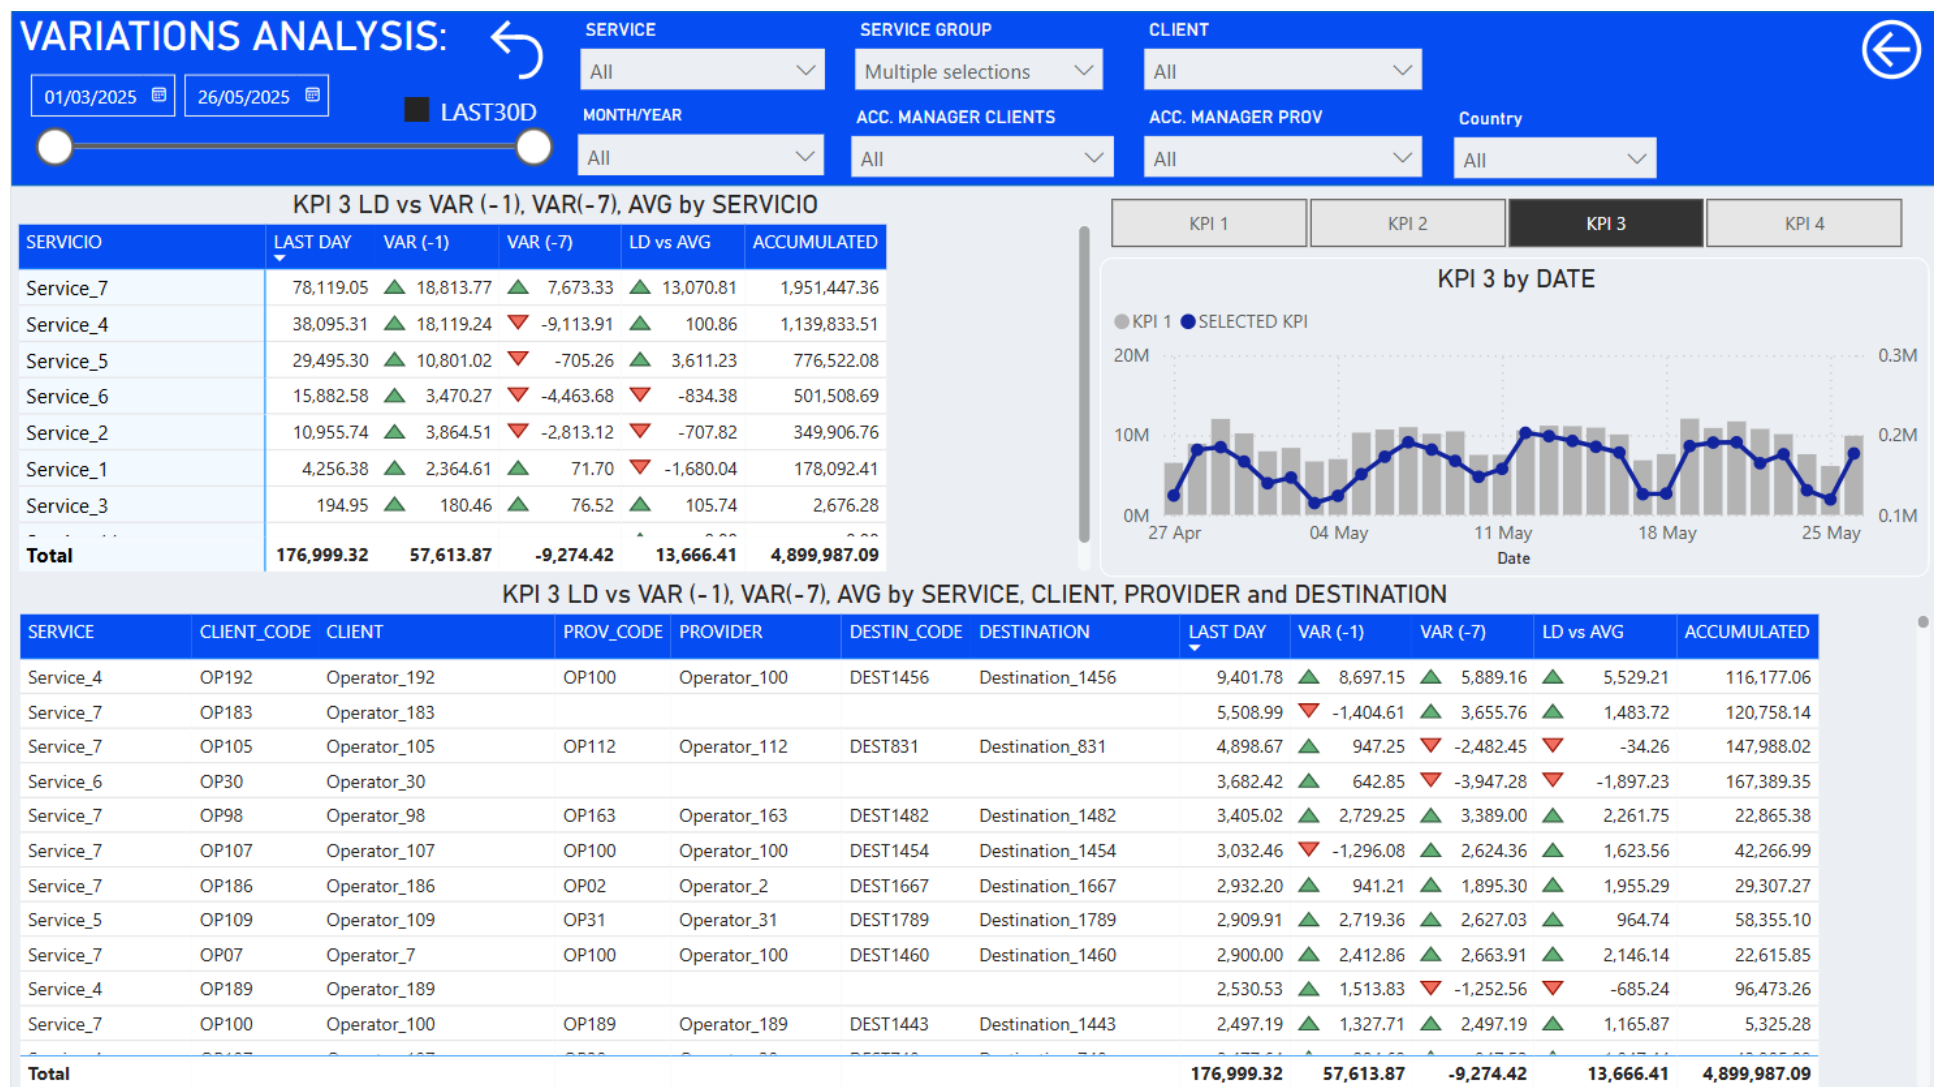 VARIATIONS ANALYSIS:
SERVICE
SERVICE GROUP
CLIENT
All
Multiple selections
All
01/03/2025
26/05/2025
LAST30D
MONTH/YEAR
ACC. MANAGER CLIENTS
ACC. MANAGER PROV
Country
All
All
All
All
KPI 3 LD vs VAR (-1), VAR(-7), AVG by SERVICIO
SERVICIO LAST DAY VAR (-1) VAR (-7) LD vs AVG ACCUMULATED
Service_7 78,119.05 18,813.77 7,673.33 13,070.81 1,951,447.36
Service_4 38,095.31 18,119.24 -9,113.91 100.86 1,139,833.51
Service_5 29,495.30 10,801.02 -705.26 3,611.23 776,522.08
Service_6 15,882.58 3,470.27 -4,463.68 -834.38 501,508.69
Service_2 10,955.74 3,864.51 -2,813.12 -707.82 349,906.76
Service_1 4,256.38 2,364.61 71.70 -1,680.04 178,092.41
Service_3 194.95 180.46 76.52 105.74 2,676.28
Total 176,999.32 57,613.87 -9,274.42 13,666.41 4,899,987.09
KPI 1
KPI 2
KPI 3
KPI 4
KPI 3 by DATE
KPI 1 SELECTED KPI
20M 0.3M
10M 0.2M
0M 0.1M
27 Apr 04 May 11 May 18 May 25 May
Date
KPI 3 LD vs VAR (-1), VAR(-7), AVG by SERVICE, CLIENT, PROVIDER and DESTINATION
SERVICE CLIENT_CODE CLIENT PROV_CODE PROVIDER DESTIN_CODE DESTINATION LAST DAY VAR (-1) VAR (-7) LD vs AVG ACCUMULATED
Service_4 OP192 Operator_192 OP100 Operator_100 DEST1456 Destination_1456 9,401.78 8,697.15 5,889.16 5,529.21 116,177.06
Service_7 OP183 Operator_183 5,508.99 -1,404.61 3,655.76 1,483.72 120,758.14
Service_7 OP105 Operator_105 OP112 Operator_112 DEST831 Destination_831 4,898.67 947.25 -2,482.45 -34.26 147,988.02
Service_6 OP30 Operator_30 3,682.42 642.85 -3,947.28 -1,897.23 167,389.35
Service_7 OP98 Operator_98 OP163 Operator_163 DEST1482 Destination_1482 3,405.02 2,729.25 3,389.00 2,261.75 22,865.38
Service_7 OP107 Operator_107 OP100 Operator_100 DEST1454 Destination_1454 3,032.46 -1,296.08 2,624.36 1,623.56 42,266.99
Service_7 OP186 Operator_186 OP02 Provider_2 DEST1667 Destination_1667 2,932.20 941.21 1,895.30 1,955.29 29,307.27
Service_5 OP109 Operator_109 OP31 Operator_31 DEST1789 Destination_1789 2,909.91 2,719.36 2,627.03 964.74 58,355.10
Service_7 OP07 Operator_7 OP100 Operator_100 DEST1460 Destination_1460 2,900.00 2,412.86 2,663.91 2,146.14 22,615.85
Service_4 OP189 Operator_189 2,530.53 1,513.83 -1,252.56 -685.24 96,473.26
Service_7 OP100 Operator_100 OP189 Operator_189 DEST1443 Destination_1443 2,497.19 1,327.71 2,497.19 1,165.87 5,325.28
Total 176,999.32 57,613.87 -9,274.42 13,666.41 4,899,987.09